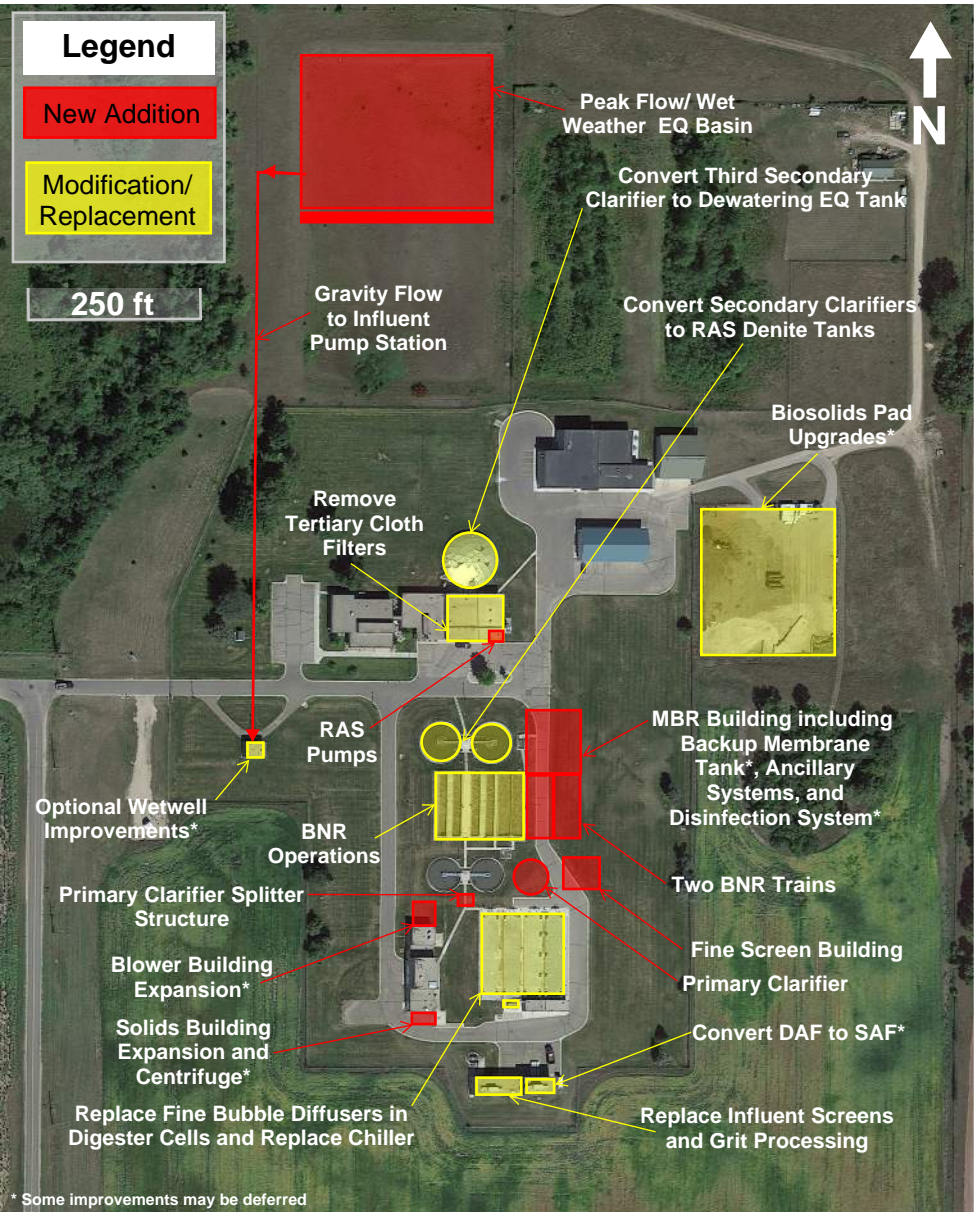 Legend
New Addition
Modification/
Replacement
250 ft
N
Peak Flow/ Wet
Weather EQ Basin
Convert Third Secondary
Clarifier to Dewatering EQ Tank
Gravity Flow
to Influent
Pump Station
Convert Secondary Clarifiers
to RAS Denite Tanks
Biosolids Pad
Upgrades*
Remove
Tertiary Cloth
Filters
RAS
Pumps
MBR Building including
Backup Membrane
Tank*, Ancillary
Systems, and
Disinfection System*
Optional Wetwell
Improvements*
BNR
Operations
Two BNR Trains
Primary Clarifier Splitter
Structure
Fine Screen Building
Blower Building
Expansion*
Primary Clarifier
Solids Building
Expansion and
Centrifuge*
Convert DAF to SAF*
Replace Fine Bubble Diffusers in
Digester Cells and Replace Chiller
Replace Influent Screens
and Grit Processing
* Some improvements may be deferred